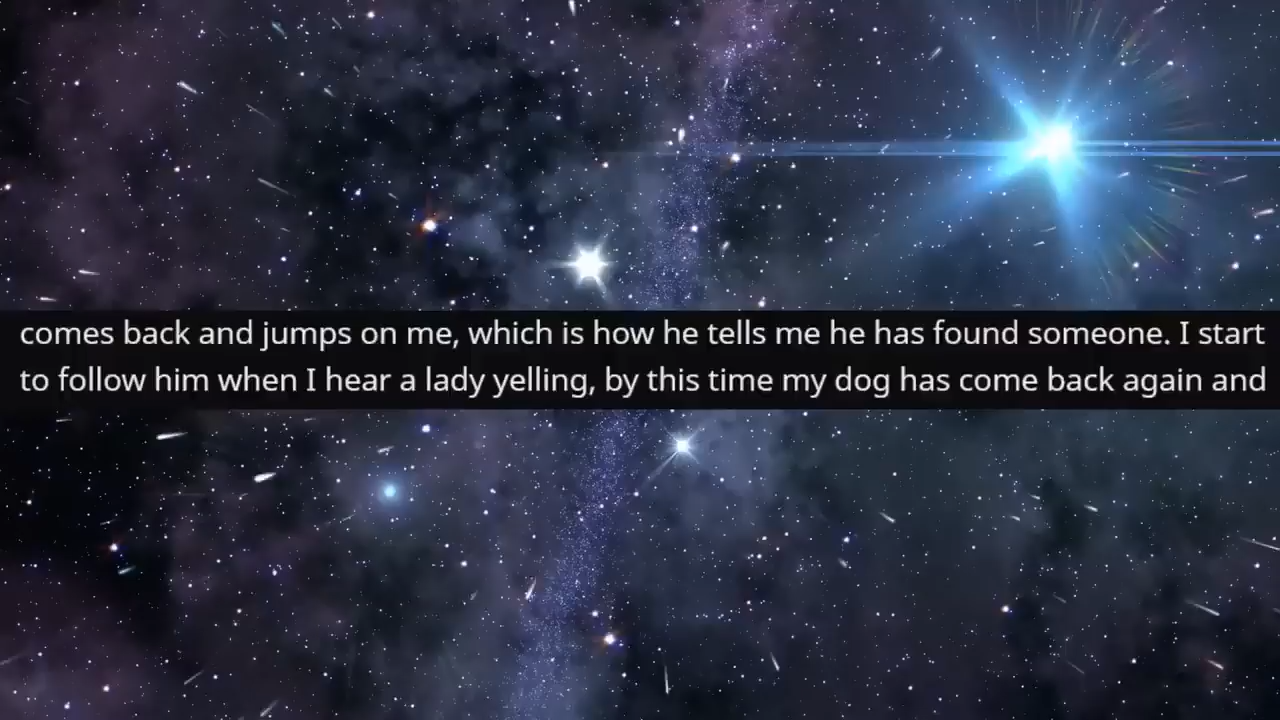 comes back and jumps on me, which is how he tells me he has found someone. I start
to follow him when I hear a lady yelling, by this time my dog has come back again and